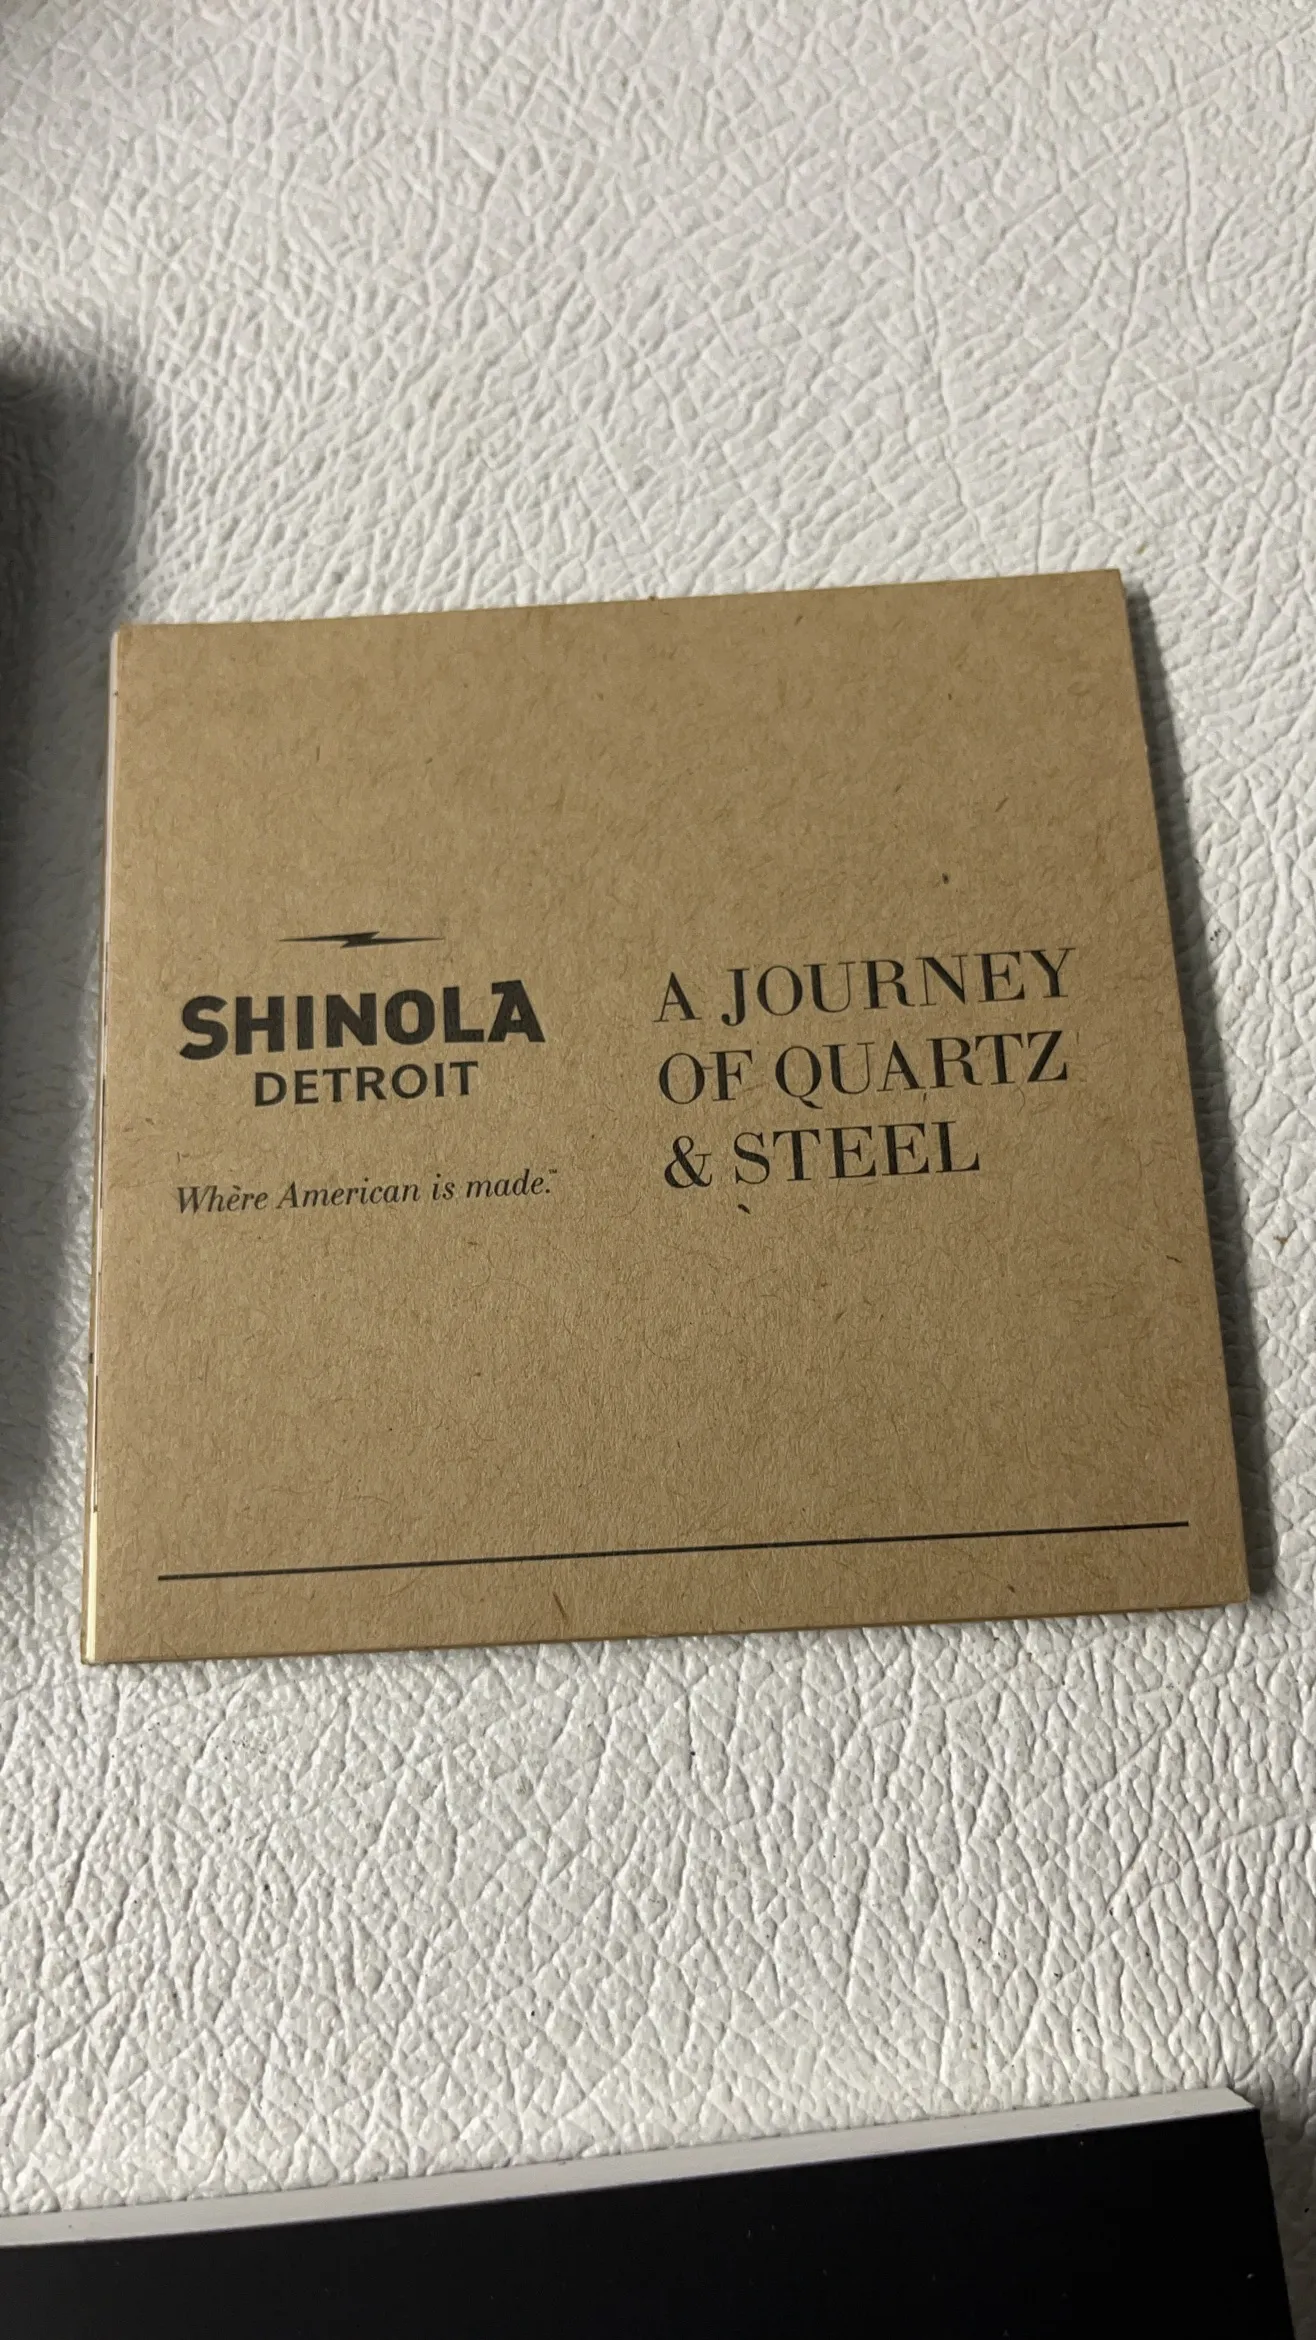 SHINOLA
DETROIT
Where American is made.™
A JOURNEY
OF QUARTZ
& STEEL